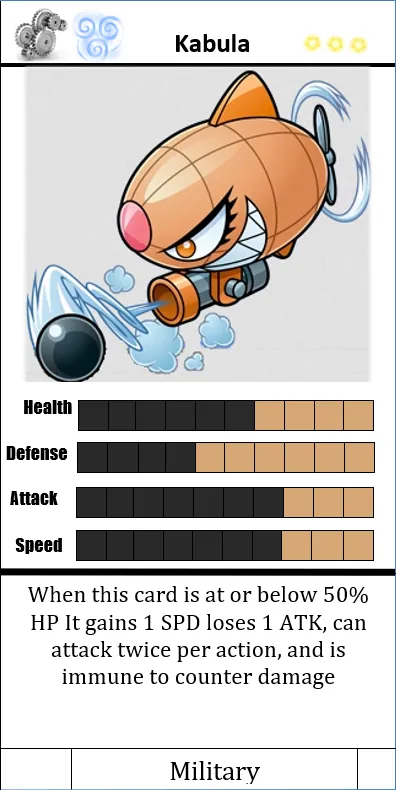 Kabula
Health
Defense
Attack
Speed
When this card is at or below 50%
HP It gains 1 SPD loses 1 ATK, can
attack twice per action, and is
immune to counter damage
Military